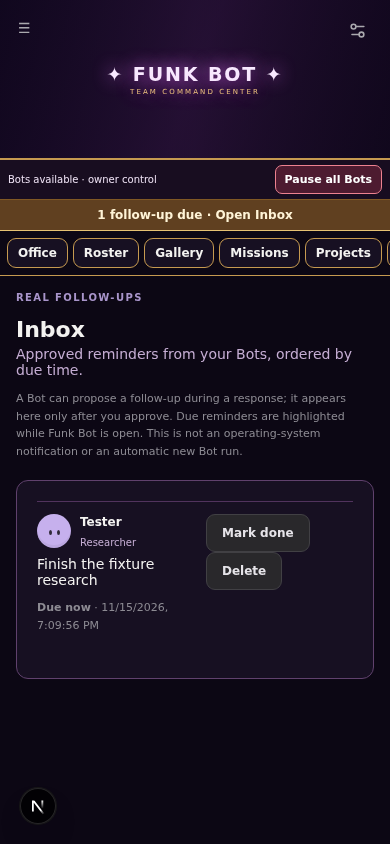 ☰
✦ FUNK BOT ✦
TEAM COMMAND CENTER
Bots available · owner control
Pause all Bots
1 follow-up due · Open Inbox
Office
Roster
Gallery
Missions
Projects
REAL FOLLOW-UPS
Inbox
Approved reminders from your Bots, ordered by
due time.
A Bot can propose a follow-up during a response; it appears
here only after you approve. Due reminders are highlighted
while Funk Bot is open. This is not an operating-system
notification or an automatic new Bot run.
Tester
Researcher
Finish the fixture
research
Due now · 11/15/2026,
7:09:56 PM
Mark done
Delete
N